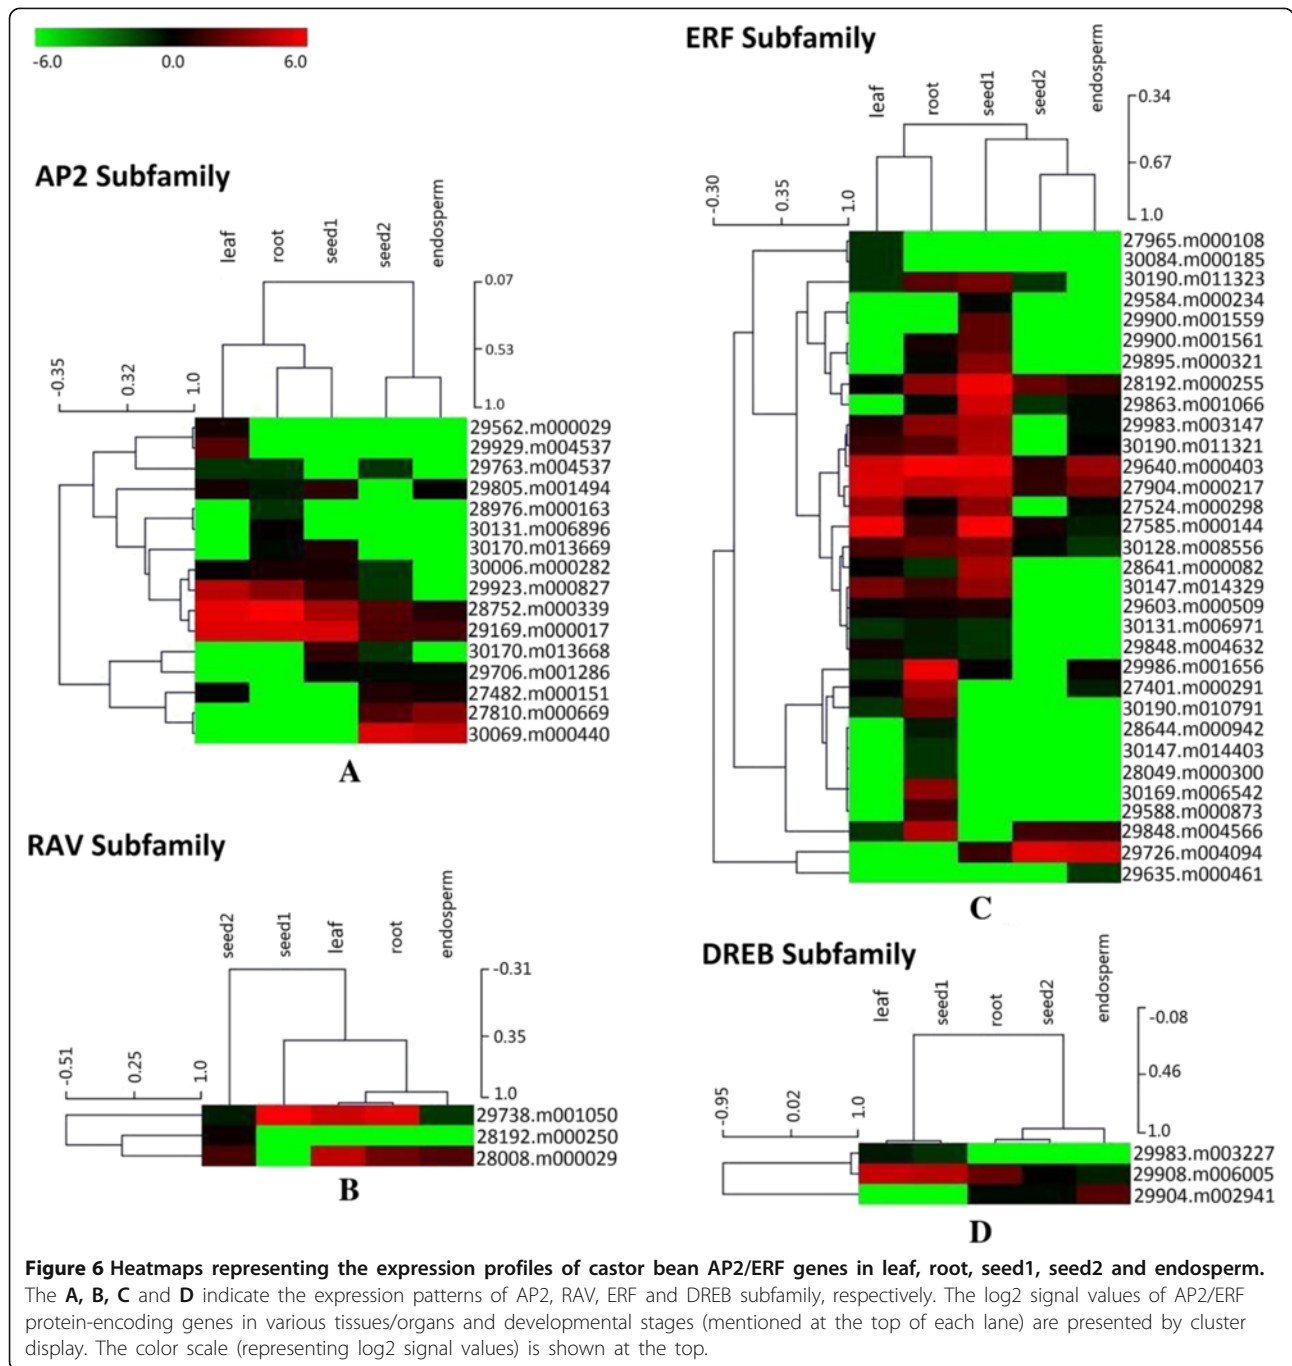 -6.0 0.0 6.0
AP2 Subfamily
leaf root seed1 seed2 endosperm
0.07
0.53
1.0
-0.35 0.32 1.0
29562.m000029
29929.m004537
29763.m004537
29805.m001494
28976.m000163
30131.m006896
30170.m013669
30006.m000282
29923.m000827
28752.m000339
29169.m000017
30170.m013668
29706.m001286
27482.m000151
27810.m000669
30069.m000440
A
RAV Subfamily
seed2 seed1 leaf root endosperm
-0.31
0.35
1.0
-0.51 0.25 1.0
29738.m001050
28192.m000250
28008.m000029
B
ERF Subfamily
leaf root seed1 seed2 endosperm
0.34
0.67
1.0
-0.30 0.35 1.0
27965.m000108
30084.m000185
30190.m011323
29584.m000234
29900.m001559
29900.m001561
29895.m000321
28192.m000255
29863.m001066
29983.m003147
30190.m011321
29640.m000403
27904.m000217
27524.m000298
27585.m000144
30128.m008556
28641.m000082
30147.m014329
29603.m000509
30131.m006971
29848.m004632
29986.m001656
27401.m000291
30190.m010791
28644.m000942
30147.m014403
28049.m000300
30169.m006542
29588.m000873
29848.m004566
29726.m004094
29635.m000461
C
DREB Subfamily
leaf seed1 root seed2 endosperm
-0.08
0.46
1.0
-0.95 0.02 1.0
29983.m003227
29908.m006005
29904.m002941
D
Figure 6 Heatmaps representing the expression profiles of castor bean AP2/ERF genes in leaf, root, seed1, seed2 and endosperm.
The A, B, C and D indicate the expression patterns of AP2, RAV, ERF and DREB subfamily, respectively. The log2 signal values of AP2/ERF
protein-encoding genes in various tissues/organs and developmental stages (mentioned at the top of each lane) are presented by cluster
display. The color scale (representing log2 signal values) is shown at the top.